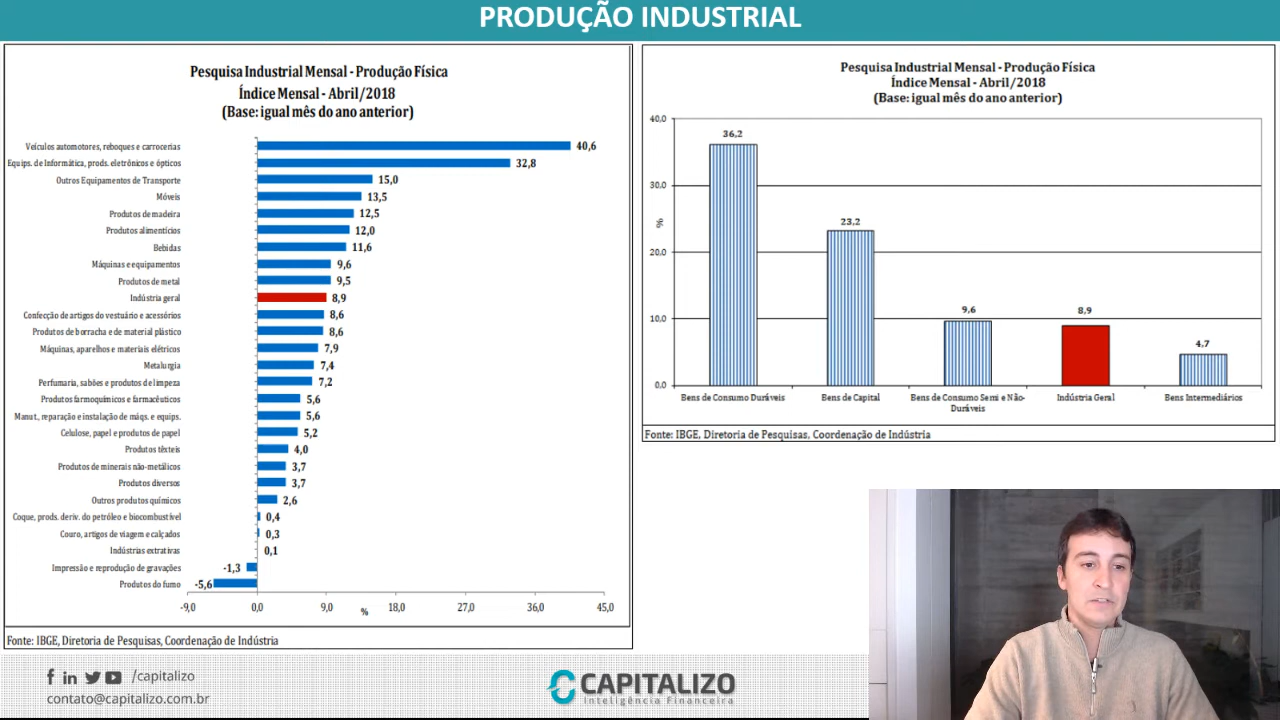 PRODUÇÃO INDUSTRIAL
Pesquisa Industrial Mensal - Produção Física
Índice Mensal - Abril/2018
(Base: igual mês do ano anterior)
Veículos automotores, reboques e carrocerias 40,6
Equips. de Informática, prods. eletrônicos e ópticos 32,8
Outros Equipamentos de Transporte 15,0
Móveis 13,5
Produtos de madeira 12,5
Produtos alimentícios 12,0
Bebidas 11,6
Máquinas e equipamentos 9,6
Produtos de metal 9,5
Indústria geral 8,9
Confecção de artigos do vestuário e acessórios 8,6
Produtos de borracha e de material plástico 8,6
Máquinas, aparelhos e materiais elétricos 7,9
Metalurgia 7,4
Perfumaria, sabões e produtos de limpeza 7,2
Produtos farmoquímicos e farmacêuticos 5,6
Manut., reparação e instalação de máqs. e equips. 5,6
Celulose, papel e produtos de papel 5,2
Produtos têxteis 4,0
Produtos de minerais não-metálicos 3,7
Produtos diversos 3,7
Outros produtos químicos 2,6
Coque, prods. deriv. do petróleo e biocombustível 0,4
Couro, artigos de viagem e calçados 0,3
Indústrias extrativas 0,1
Impressão e reprodução de gravações -1,3
Produtos do fumo -5,6
-9,0 0,0 9,0 18,0 27,0 36,0 45,0
%
Fonte: IBGE, Diretoria de Pesquisas, Coordenação de Indústria
Pesquisa Industrial Mensal - Produção Física
Índice Mensal - Abril/2018
(Base: igual mês do ano anterior)
40,0
30,0
20,0
10,0
0,0
%
36,2
23,2
9,6
8,9
4,7
Bens de Consumo Duráveis
Bens de Capital
Bens de Consumo Semi e Não-
Duráveis
Indústria Geral
Bens Intermediários
Fonte: IBGE, Diretoria de Pesquisas, Coordenação de Indústria
/capitalizo
contato@capitalizo.com.br
CAPITALIZO
Inteligência Financeira